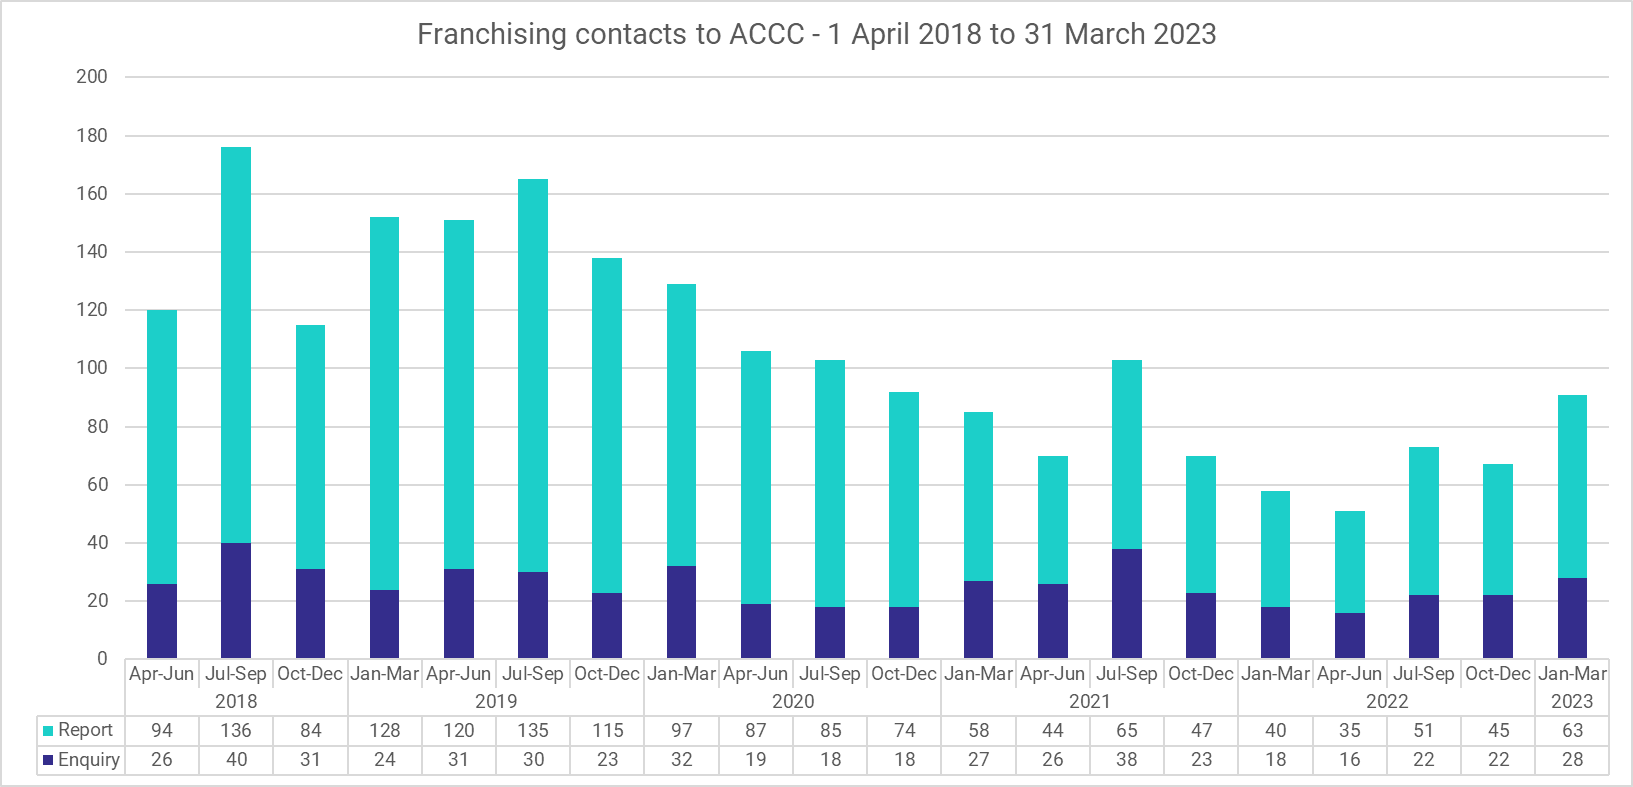 Franchising contacts to ACCC - 1 April 2018 to 31 March 2023
200
180
160
140
120
100
80
60
40
20
0
Apr-Jun Jul-Sep Oct-Dec Jan-Mar Apr-Jun Jul-Sep Oct-Dec Jan-Mar Apr-Jun Jul-Sep Oct-Dec Jan-Mar Apr-Jun Jul-Sep Oct-Dec Jan-Mar Apr-Jun Jul-Sep Oct-Dec Jan-Mar
2018 2019 2020 2021 2022 2023
Report 94 136 84 128 120 135 115 97 87 85 74 58 44 65 47 40 35 51 45 63
Enquiry 26 40 31 24 31 30 23 32 19 18 18 27 26 38 23 18 16 22 22 28